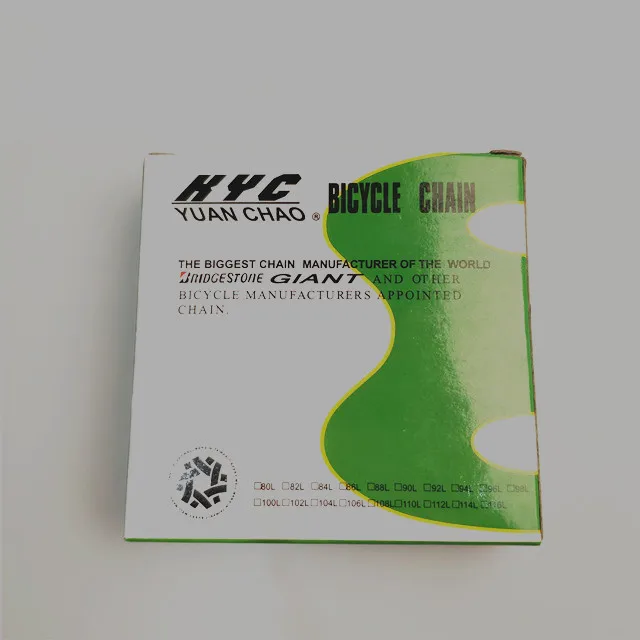 KYC
YUAN CHAO ® BICYCLE CHAIN
THE BIGGEST CHAIN MANUFACTURER OF THE WORLD
BRIDGESTONE GIANT AND OTHER
BICYCLE MANUFACTURERS APPOINTED
CHAIN.
□80L □82L □84L □86L □88L □90L □92L □94L □96L □98L
□100L □102L □104L □106L □108L □110L □112L □114L □116L